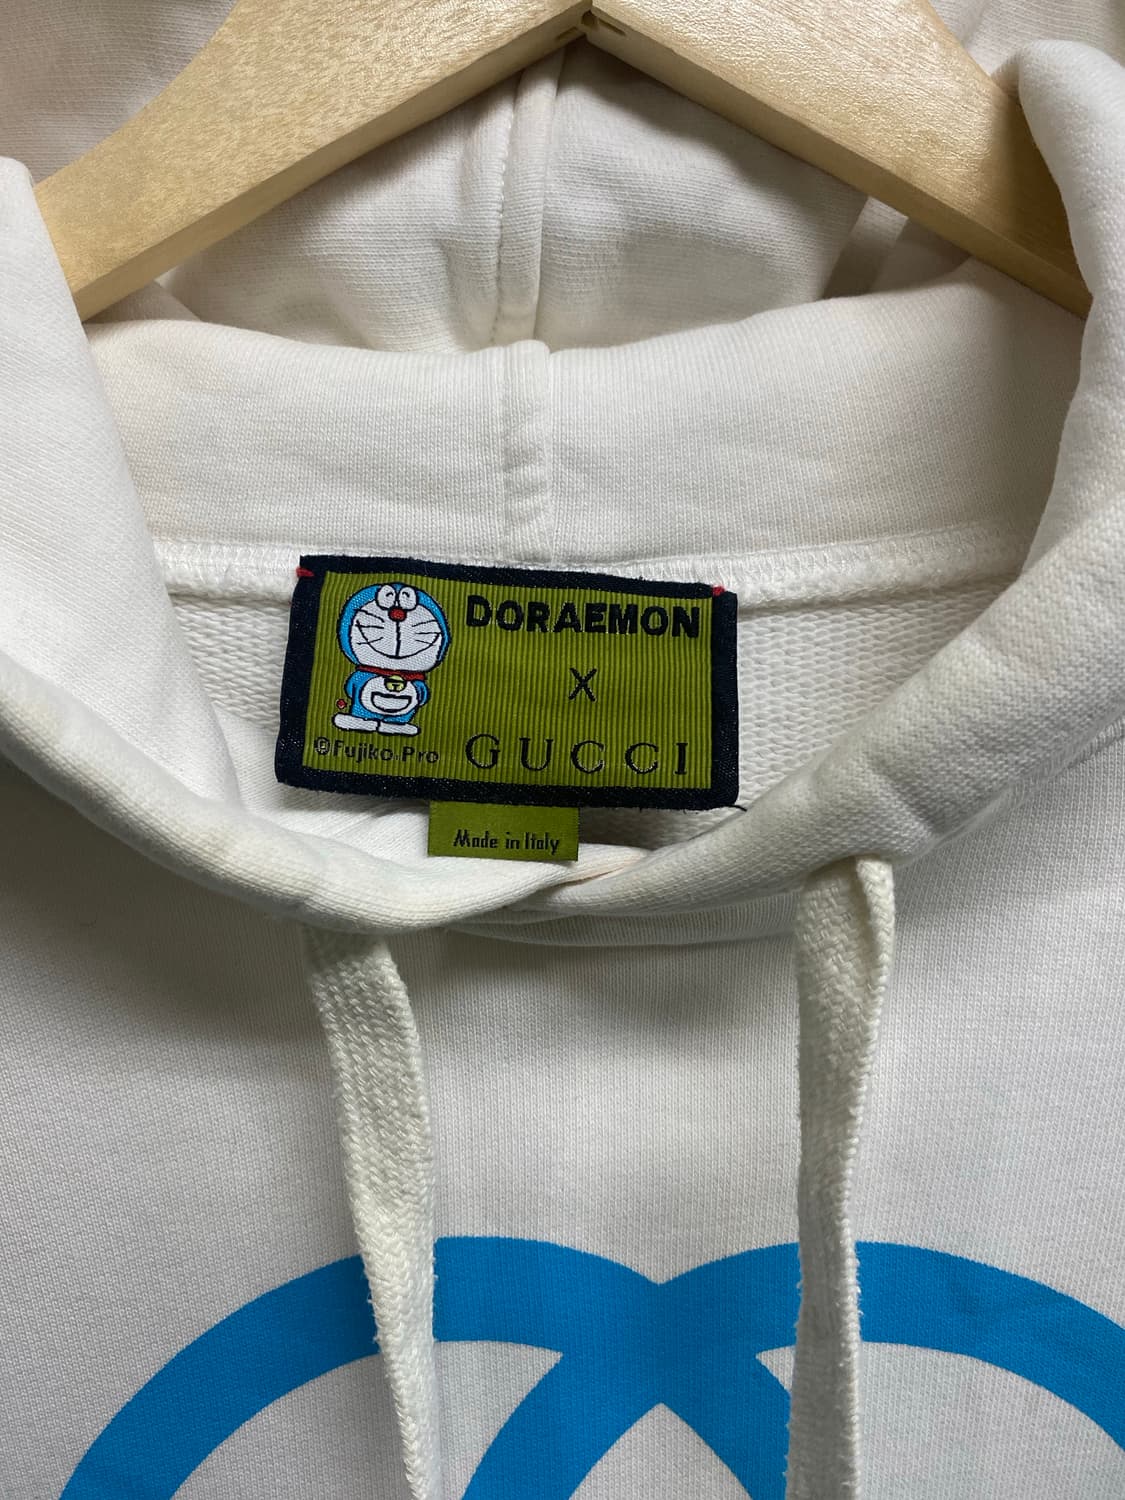 DORAEMON
X
©Fujiko.Pro GUCCI
Made in Italy